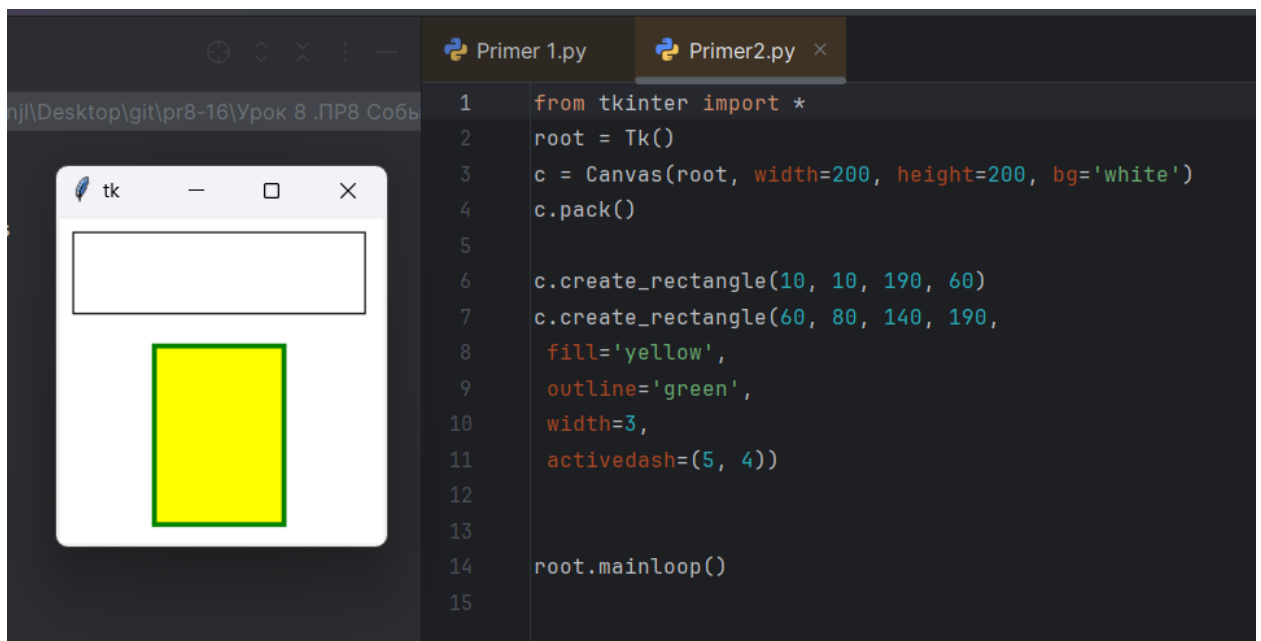 Primer 1.py
Primer2.py
njl\Desktop\git\pr8-16\Урок 8 .ПР8 Собы
tk
1 from tkinter import *
2 root = Tk()
3 c = Canvas(root, width=200, height=200, bg='white')
4 c.pack()
5
6 c.create_rectangle(10, 10, 190, 60)
7 c.create_rectangle(60, 80, 140, 190,
8 fill='yellow',
9 outline='green',
10 width=3,
11 activedash=(5, 4))
12
13
14 root.mainloop()
15